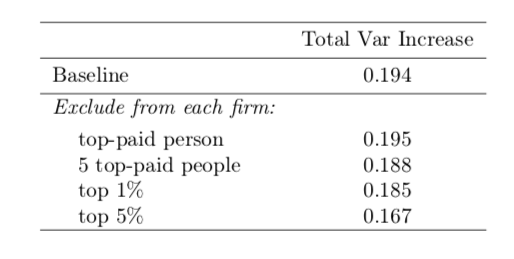 Total Var Increase
Baseline 0.194
Exclude from each firm:
top-paid person 0.195
5 top-paid people 0.188
top 1% 0.185
top 5% 0.167